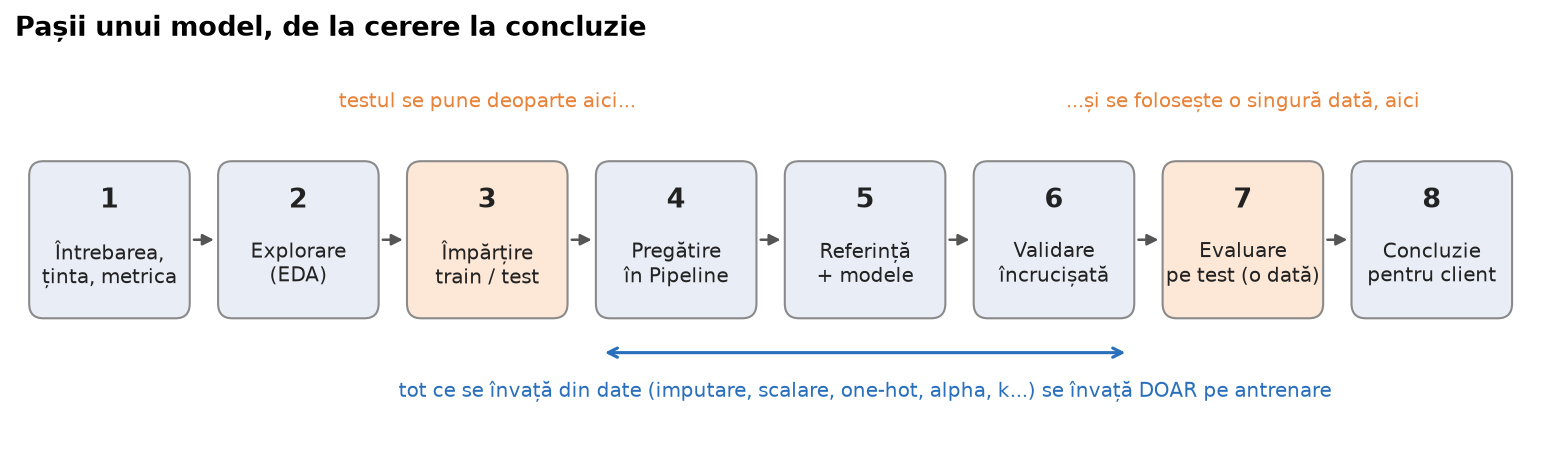 Pașii unui model, de la cerere la concluzie
testul se pune deoparte aici...
...și se folosește o singură dată, aici
1
Întrebarea,
ținta, metrica
2
Explorare
(EDA)
3
Împărțire
train / test
4
Pregătire
în Pipeline
5
Referință
+ modele
6
Validare
încrucișată
7
Evaluare
pe test (o dată)
8
Concluzie
pentru client
tot ce se învață din date (imputare, scalare, one-hot, alpha, k...) se învață DOAR pe antrenare